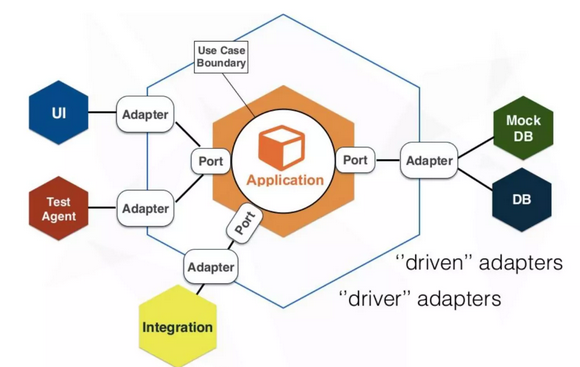 Use Case
Boundary
UI
Adapter
Mock
DB
Port
Application
Port
Adapter
Test
Agent
Adapter
DB
Port
Adapter
‘’driven’’ adapters
‘’driver’’ adapters
Integration